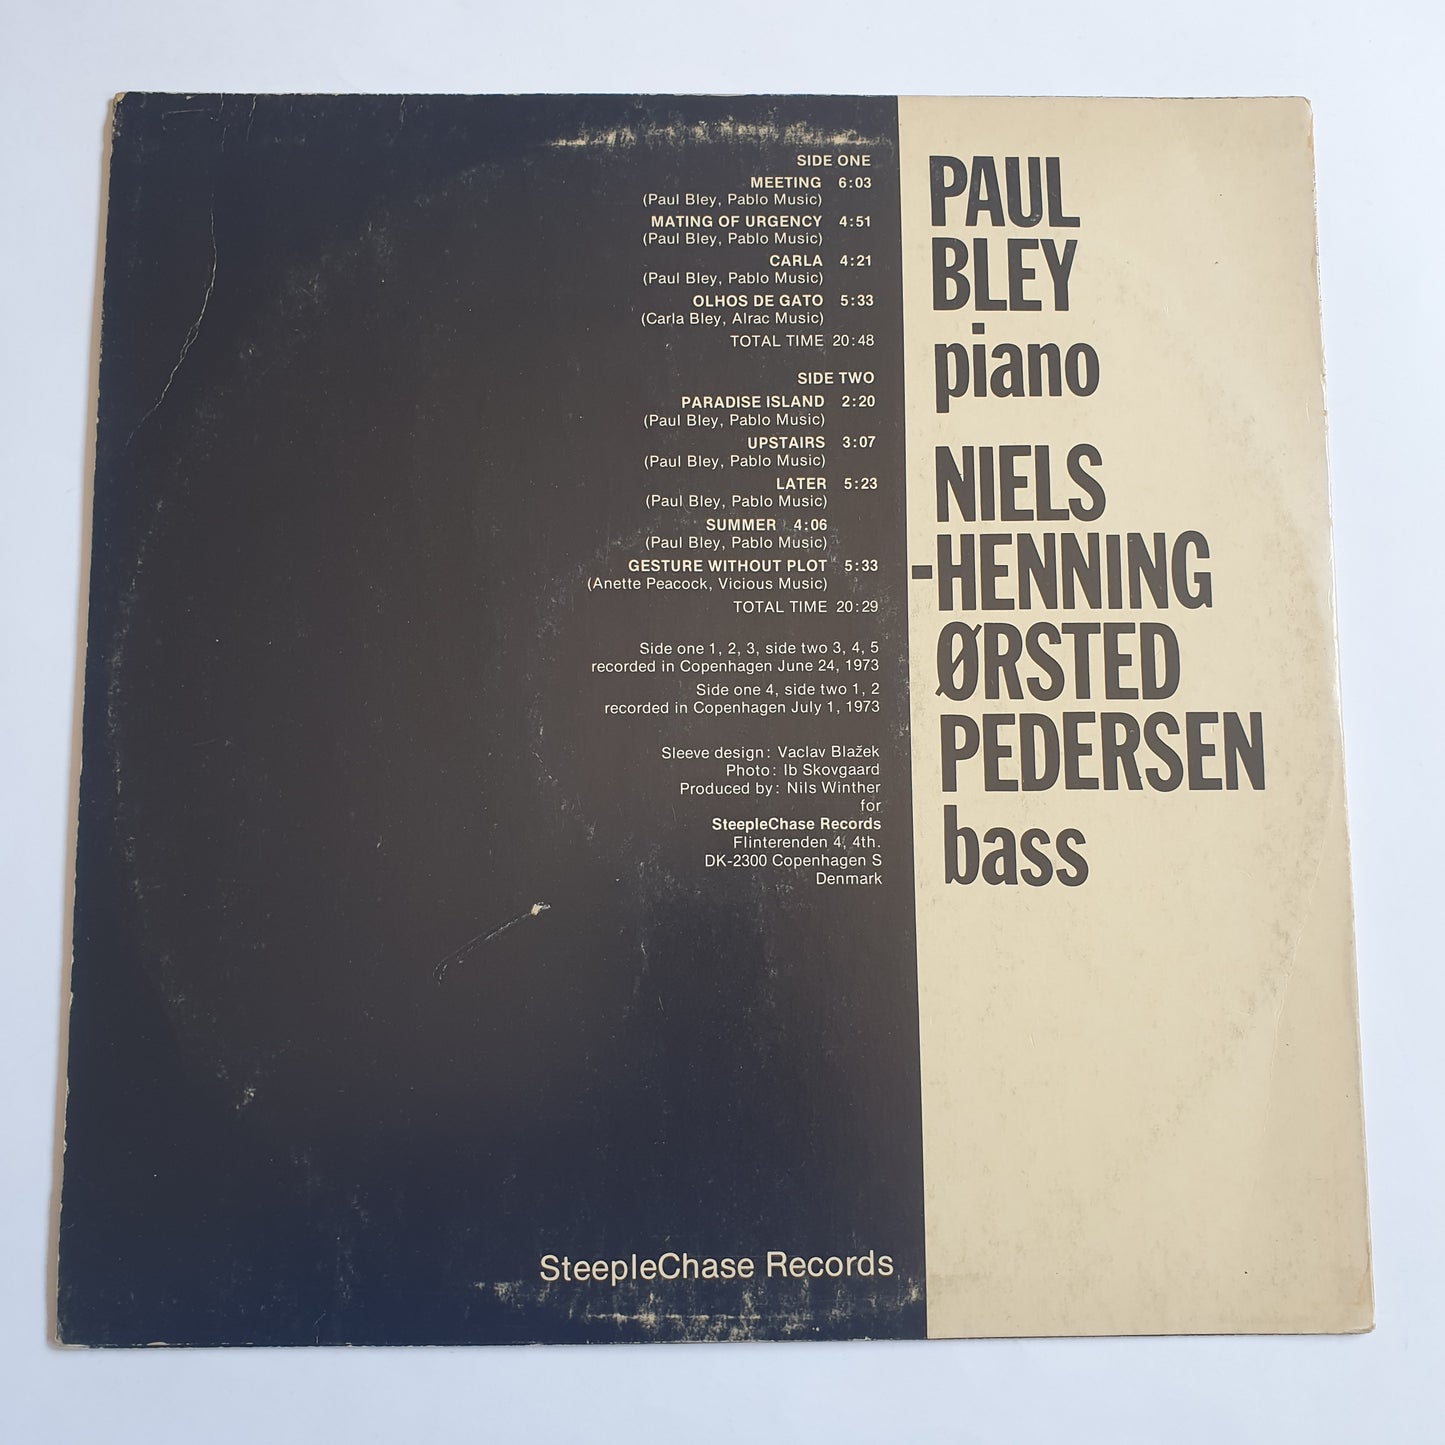 SIDE ONE
MEETING 6:03
(Paul Bley, Pablo Music)
MATING OF URGENCY 4:51
(Paul Bley, Pablo Music)
CARLA 4:21
(Paul Bley, Pablo Music)
OLHOS DE GATO 5:33
(Carla Bley, Alrac Music)
TOTAL TIME 20:48
SIDE TWO
PARADISE ISLAND 2:20
(Paul Bley, Pablo Music)
UPSTAIRS 3:07
(Paul Bley, Pablo Music)
LATER 5:23
(Paul Bley, Pablo Music)
SUMMER 4:06
(Paul Bley, Pablo Music)
GESTURE WITHOUT PLOT 5:33
(Anette Peacock, Vicious Music)
TOTAL TIME 20:29
Side one 1, 2, 3, side two 3, 4, 5
recorded in Copenhagen June 24, 1973
Side one 4, side two 1, 2
recorded in Copenhagen July 1, 1973
Sleeve design: Vaclav Blažek
Photo: Ib Skovgaard
Produced by: Nils Winther
for
SteepleChase Records
Flinterenden 4, 4th.
DK-2300 Copenhagen S
Denmark
SteepleChase Records
PAUL
BLEY
piano
NIELS
-HENNING
ØRSTED
PEDERSEN
bass